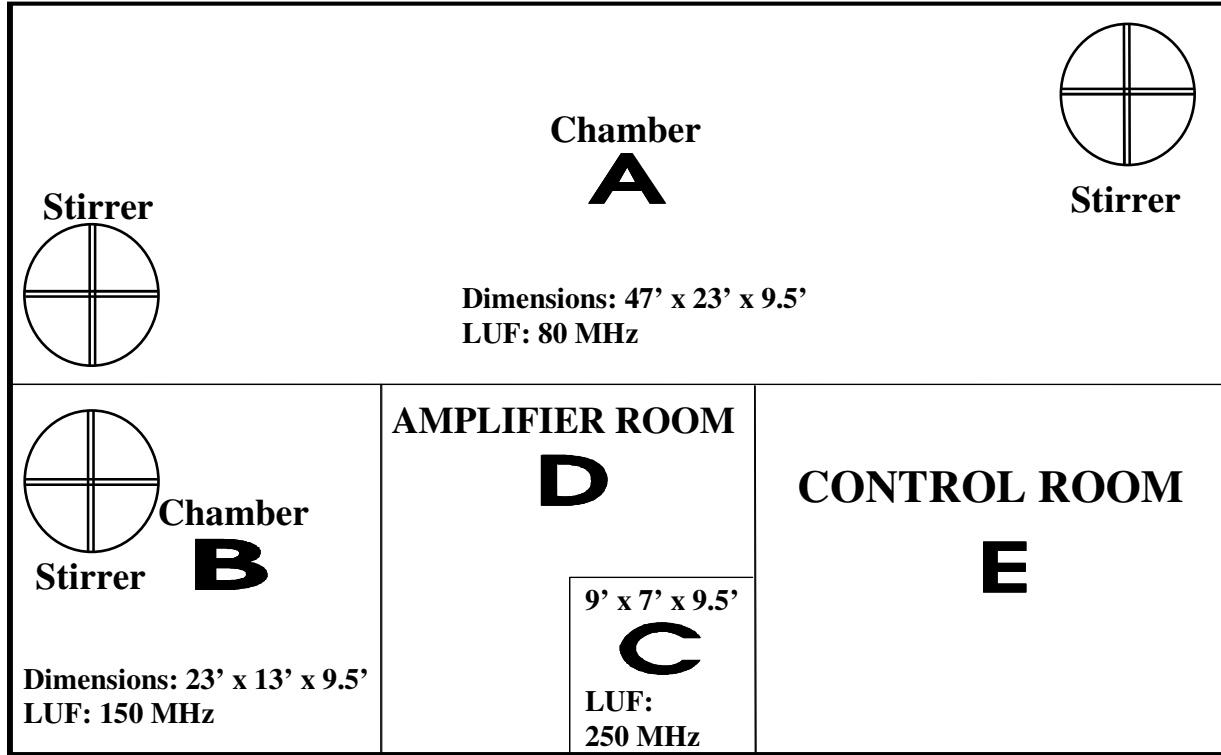 Chamber
A
Stirrer
Stirrer
Dimensions: 47’ x 23’ x 9.5’
LUF: 80 MHz
Chamber
B
Stirrer
Dimensions: 23’ x 13’ x 9.5’
LUF: 150 MHz
AMPLIFIER ROOM
D
9’ x 7’ x 9.5’
C
LUF:
250 MHz
CONTROL ROOM
E